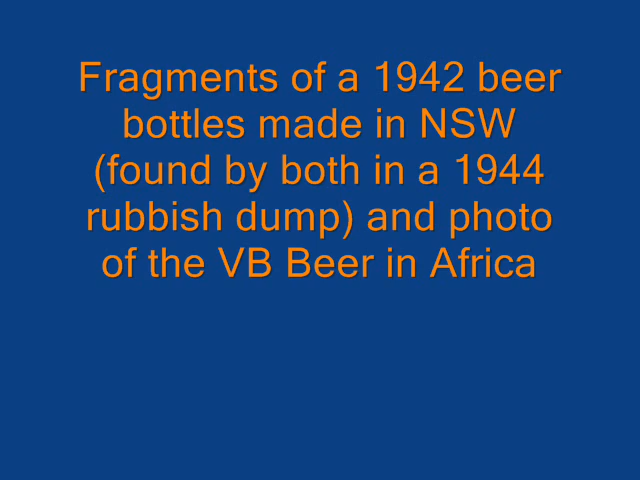 Fragments of a 1942 beer
bottles made in NSW
(found by both in a 1944
rubbish dump) and photo
of the VB Beer in Africa